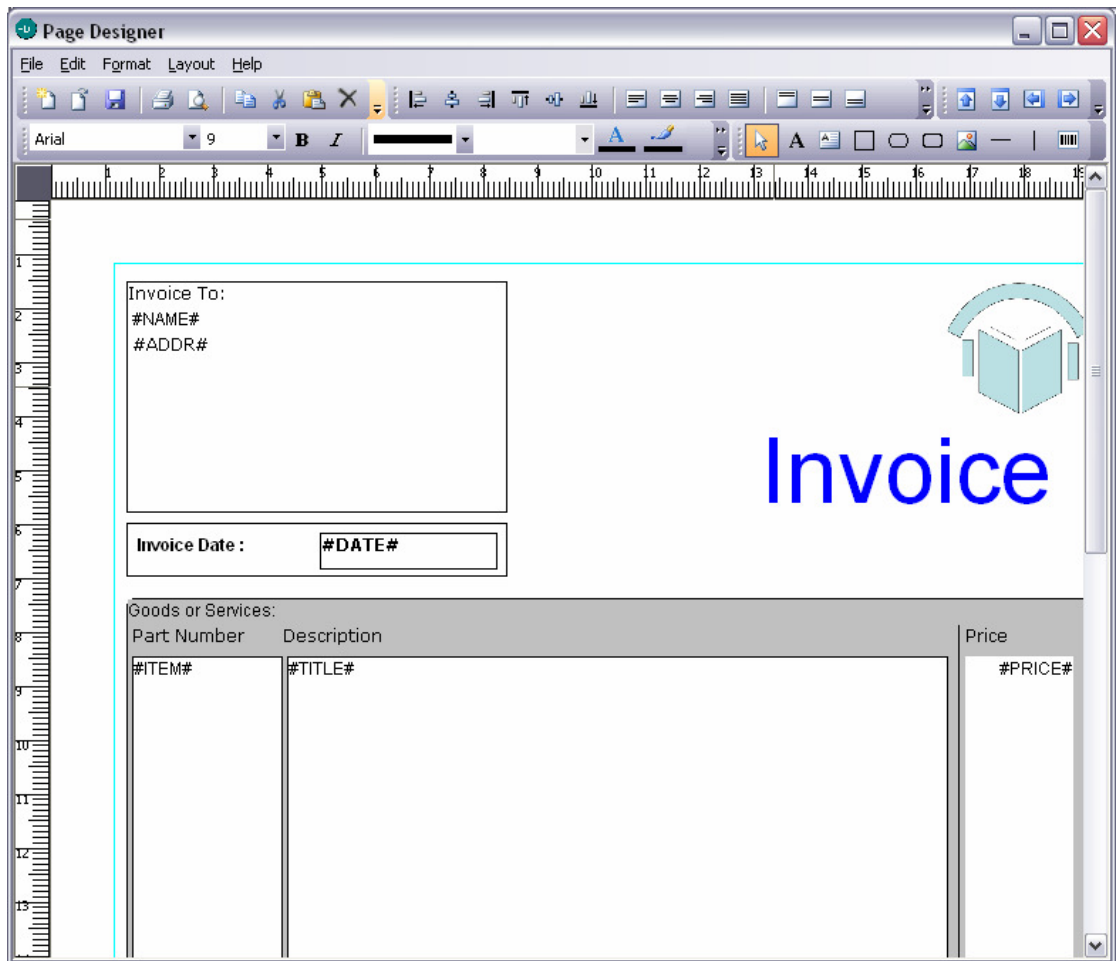 Page Designer
File Edit Format Layout Help
Arial 9 B I A A
1 2 3 4 5 6 7 8 9 10 11 12 13 14 15 16 17 18
1
Invoice To:
2
#NAME#
#ADDR#
3
4
Invoice
5
6
Invoice Date : #DATE#
7
Goods or Services:
8
Part Number Description Price
#ITEM# #TITLE# #PRICE#
9
10
11
12
13